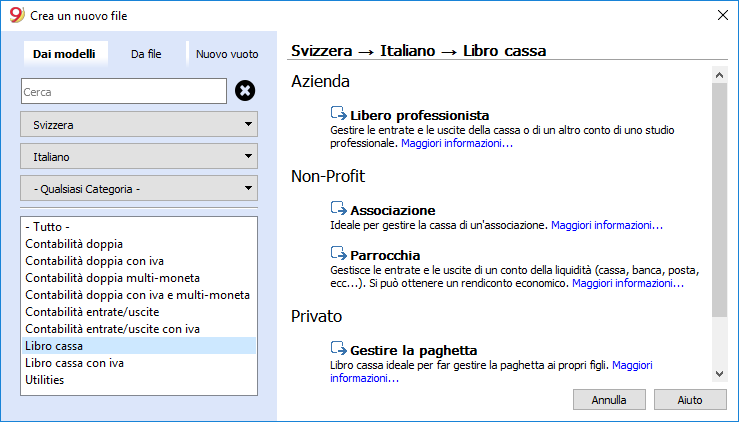 Crea un nuovo file
Dai modelli
Da file
Nuovo vuoto
Cerca
Svizzera
Italiano
- Qualsiasi Categoria -
- Tutto -
Contabilità doppia
Contabilità doppia con iva
Contabilità doppia multi-moneta
Contabilità doppia con iva e multi-moneta
Contabilità entrate/uscite
Contabilità entrate/uscite con iva
Libro cassa
Libro cassa con iva
Utilities
Svizzera → Italiano → Libro cassa
Azienda
Libero professionista
Gestire le entrate e le uscite della cassa o di un altro conto di uno studio
professionale. Maggiori informazioni...
Non-Profit
Associazione
Ideale per gestire la cassa di un'associazione. Maggiori informazioni...
Parrocchia
Gestisce le entrate e le uscite di un conto della liquidità (cassa, banca, posta,
ecc...). Si può ottenere un rendiconto economico. Maggiori informazioni...
Privato
Gestire la paghetta
Libro cassa ideale per far gestire la paghetta ai propri figli. Maggiori
informazioni...
Annulla
Aiuto